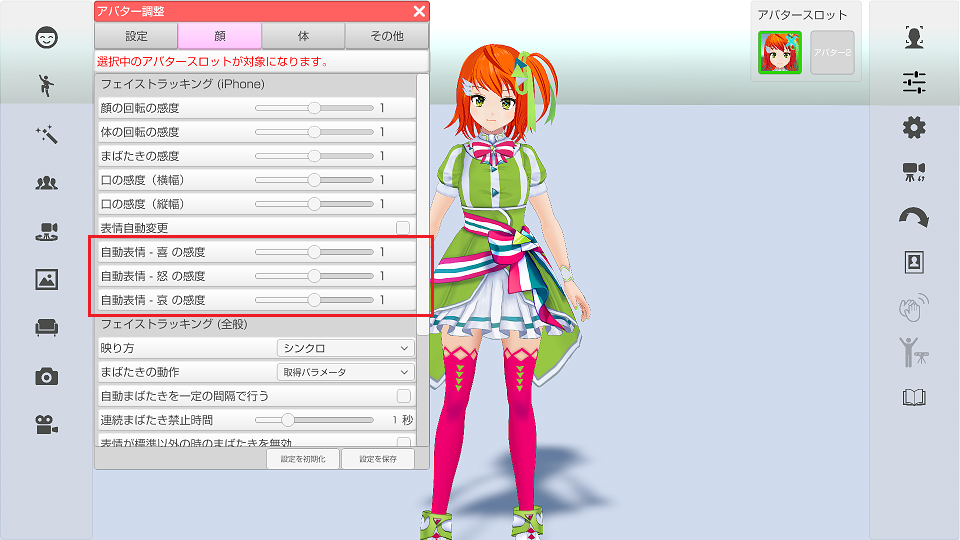 アバター調整
設定
顔
体
その他
選択中のアバタースロットが対象になります。
フェイストラッキング (iPhone)
顔の回転の感度 1
体の回転の感度 1
まばたきの感度 1
口の感度（横幅） 1
口の感度（縦幅） 1
表情自動変更
自動表情 - 喜 の感度 1
自動表情 - 怒 の感度 1
自動表情 - 哀 の感度 1
フェイストラッキング (全般)
映り方 シンクロ
まばたきの動作 取得パラメータ
自動まばたきを一定の間隔で行う
連続まばたき禁止時間 1 秒
表情が標準以外の時のまばたきを無効
設定を初期化
設定を保存
アバタースロット
アバター2